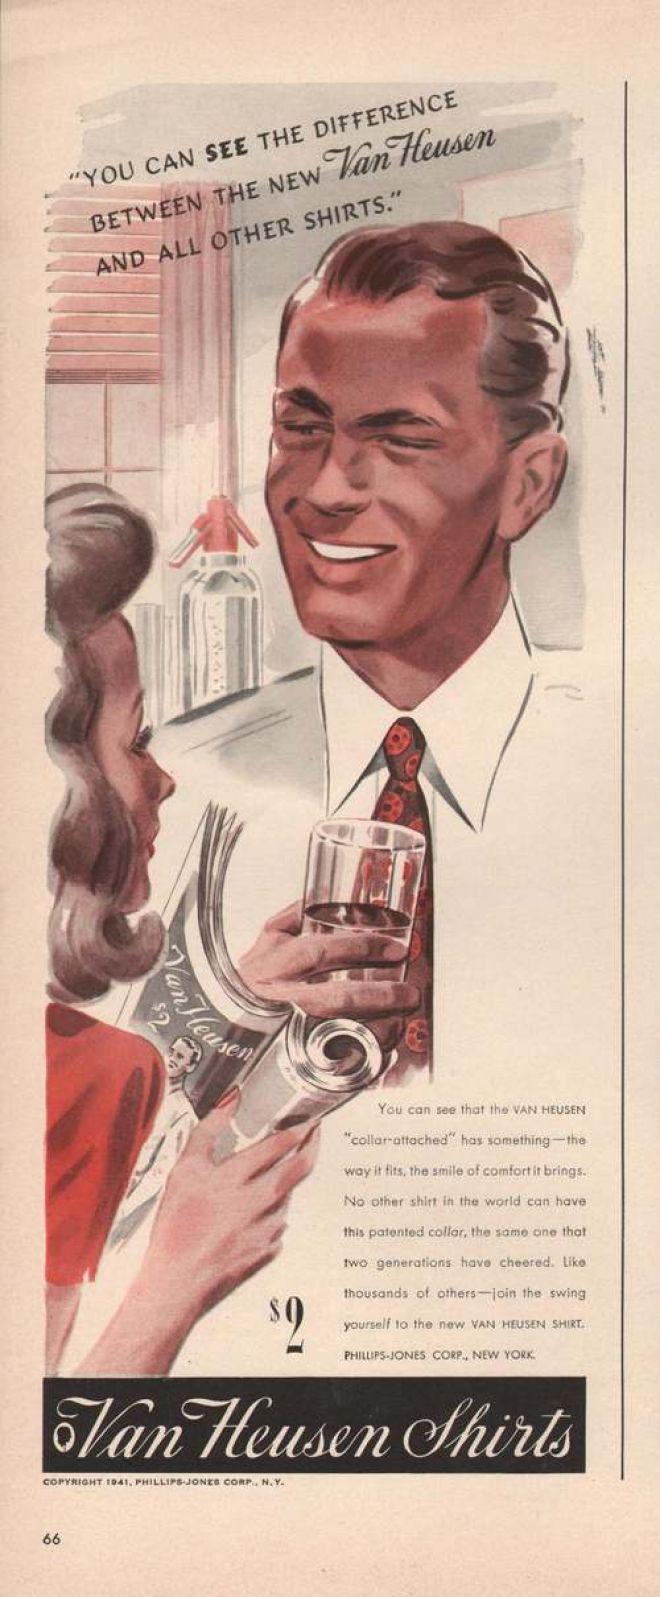 "YOU CAN SEE THE DIFFERENCE
BETWEEN THE NEW Van Heusen
AND ALL OTHER SHIRTS."
Van Heusen
$2
You can see that the VAN HEUSEN
"collar-attached" has something—the
way it fits, the smile of comfort it brings.
No other shirt in the world can have
this patented collar, the same one that
two generations have cheered. Like
thousands of others—join the swing
yourself to the new VAN HEUSEN SHIRT.
PHILLIPS-JONES CORP., NEW YORK.
$2
Van Heusen Shirts
COPYRIGHT 1941, PHILLIPS-JONES CORP., N.Y.
66